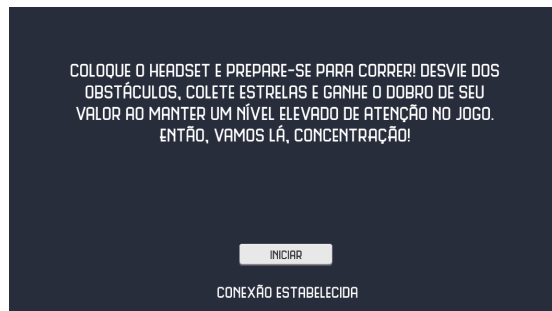 COLOQUE O HEADSET E PREPARE-SE PARA CORRER! DESVIE DOS
OBSTÁCULOS, COLETE ESTRELAS E GANHE O DOBRO DE SEU
VALOR AO MANTER UM NÍVEL ELEVADO DE ATENÇÃO NO JOGO.
ENTÃO, VAMOS LÁ, CONCENTRAÇÃO!
INICIAR
CONEXÃO ESTABELECIDA